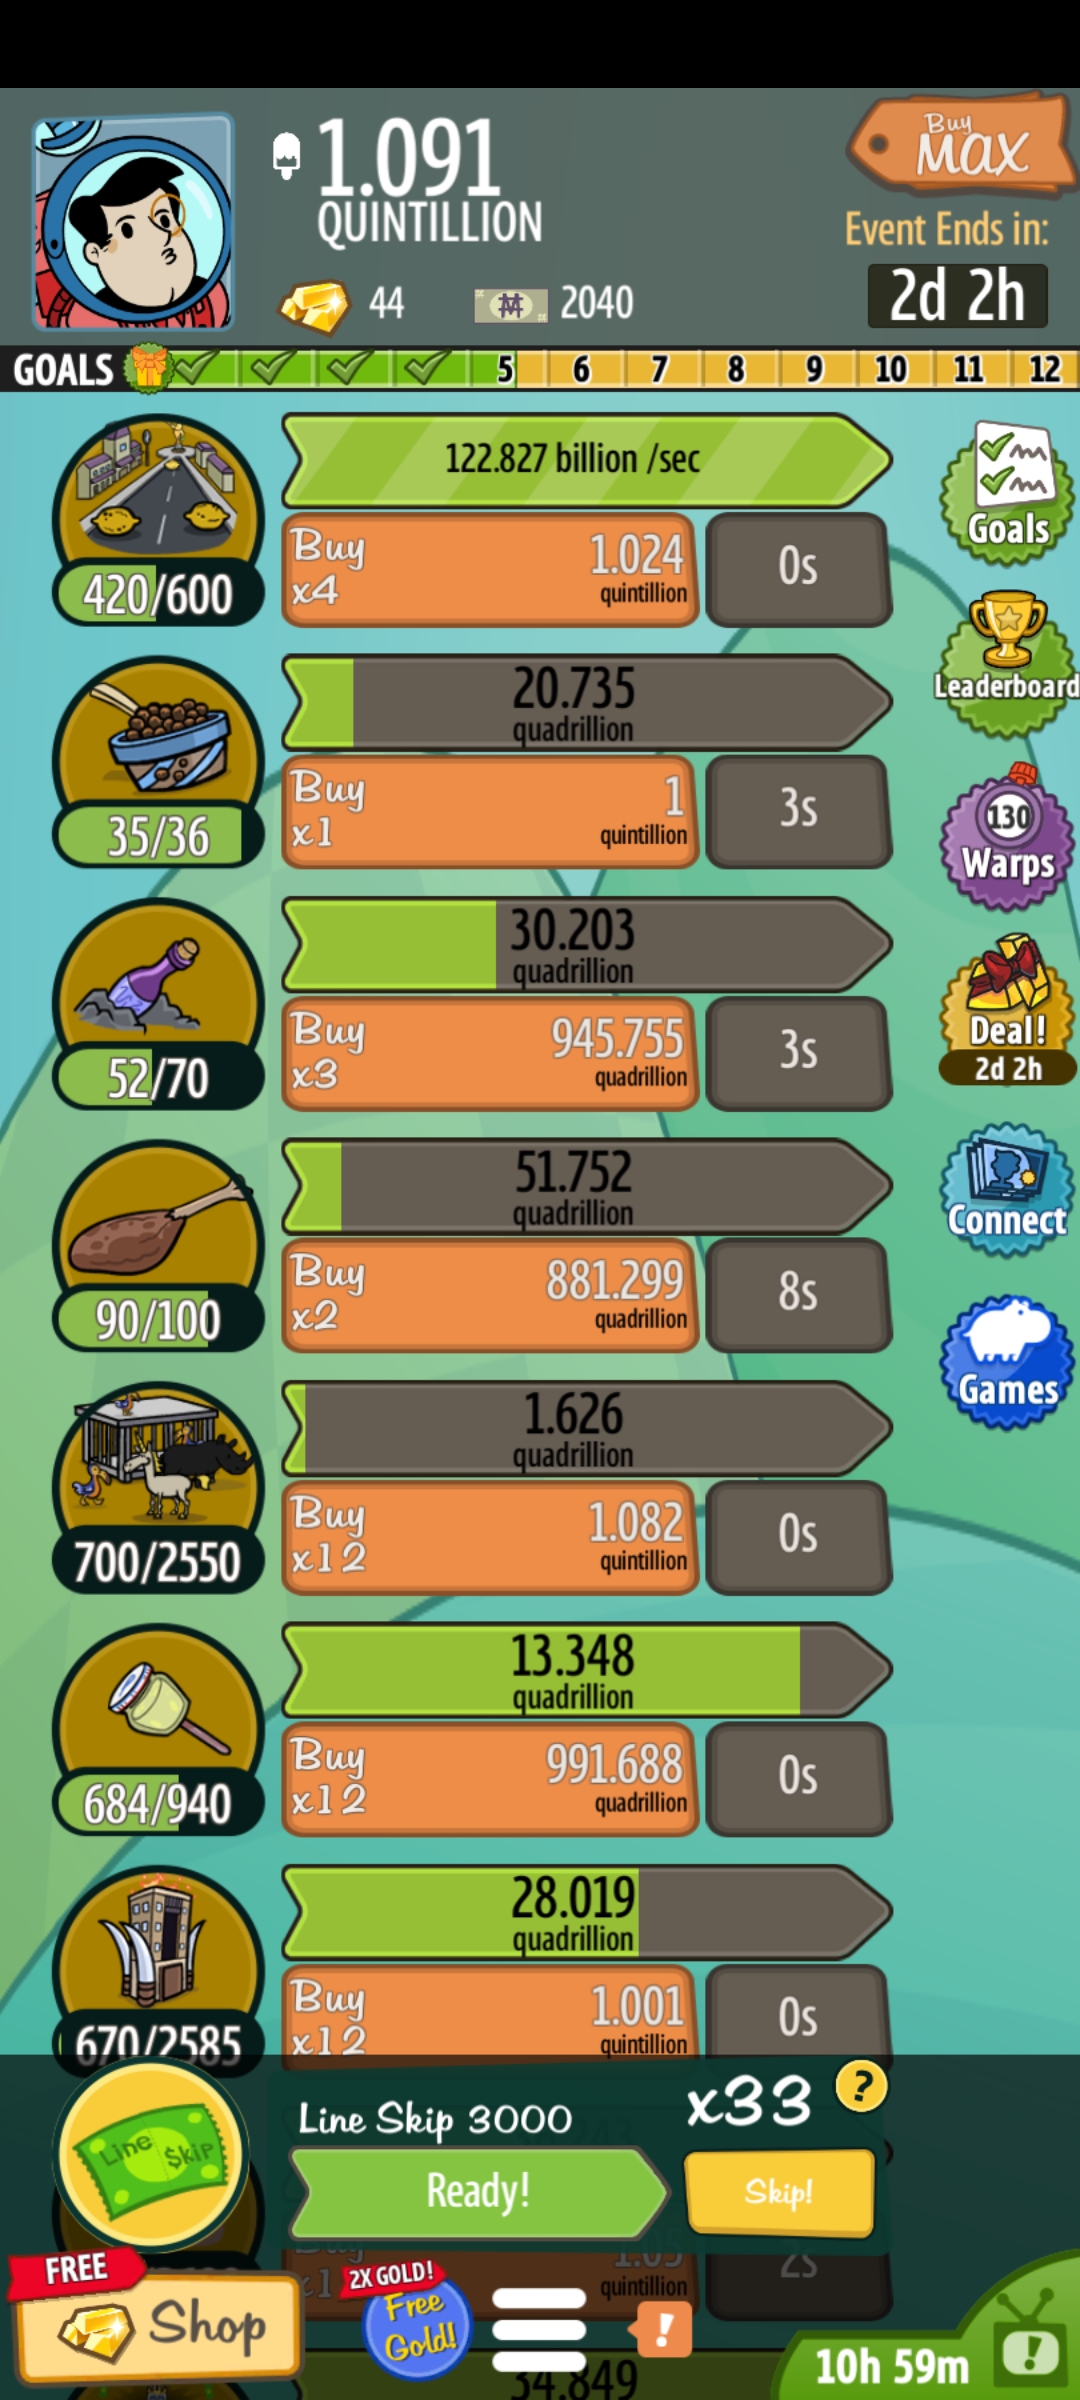 1.091
QUINTILLION
Buy
MAX
Event Ends in:
2d 2h
44
2040
GOALS 5 6 7 8 9 10 11 12
122.827 billion /sec
Buy
x4
1.024
quintillion
0s
420/600
Goals
Leaderboard
20.735
quadrillion
Buy
x1
1
quintillion
3s
35/36
130
Warps
30.203
quadrillion
Buy
x3
945.755
quadrillion
3s
52/70
Deal!
2d 2h
51.752
quadrillion
Buy
x2
881.299
quadrillion
8s
90/100
Connect
Games
1.626
quadrillion
Buy
x12
1.082
quintillion
0s
700/2550
13.348
quadrillion
Buy
x12
991.688
quadrillion
0s
684/940
28.019
quadrillion
Buy
x12
1.001
quintillion
0s
670/2585
Line Skip
Line Skip 3000
x33
?
Ready!
Skip!
Buy
1.05
quintillion
2s
FREE
Shop
2X GOLD!
Free
Gold!
!
10h 59m
!
34.849